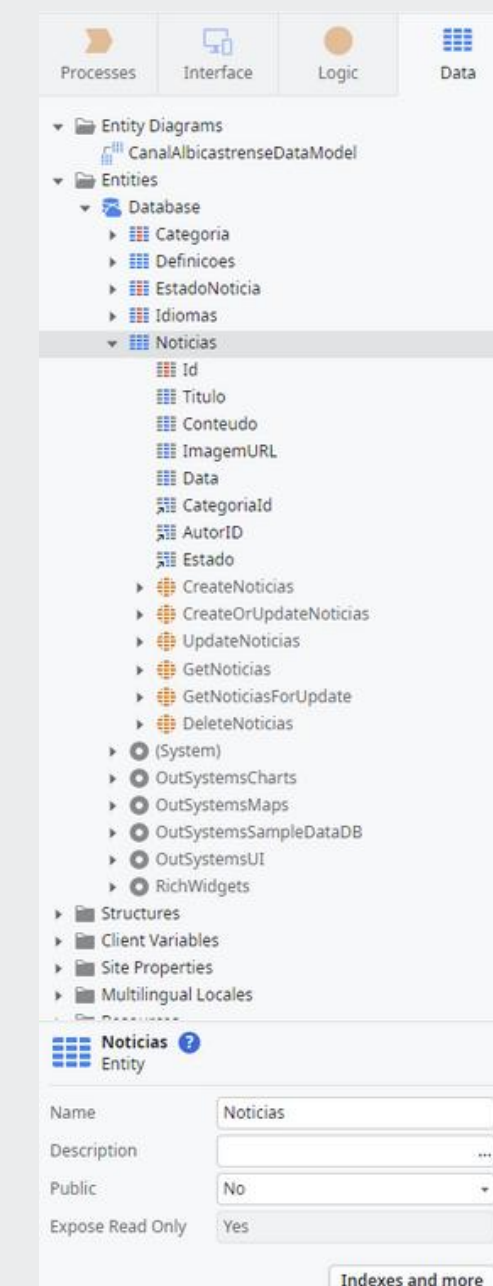 Processes Interface Logic Data
Entity Diagrams
CanalAlbicastrenseDataModel
Entities
Database
Categoria
Definicoes
EstadoNoticia
Idiomas
Noticias
Id
Titulo
Conteudo
ImagemURL
Data
CategoriaId
AutorID
Estado
CreateNoticias
CreateOrUpdateNoticias
UpdateNoticias
GetNoticias
GetNoticiasForUpdate
DeleteNoticias
(System)
OutSystemsCharts
OutSystemsMaps
OutSystemsSampleDataDB
OutSystemsUI
RichWidgets
Structures
Client Variables
Site Properties
Multilingual Locales
Noticias ?
Entity
Name Noticias
Description ...
Public No
Expose Read Only Yes
Indexes and more